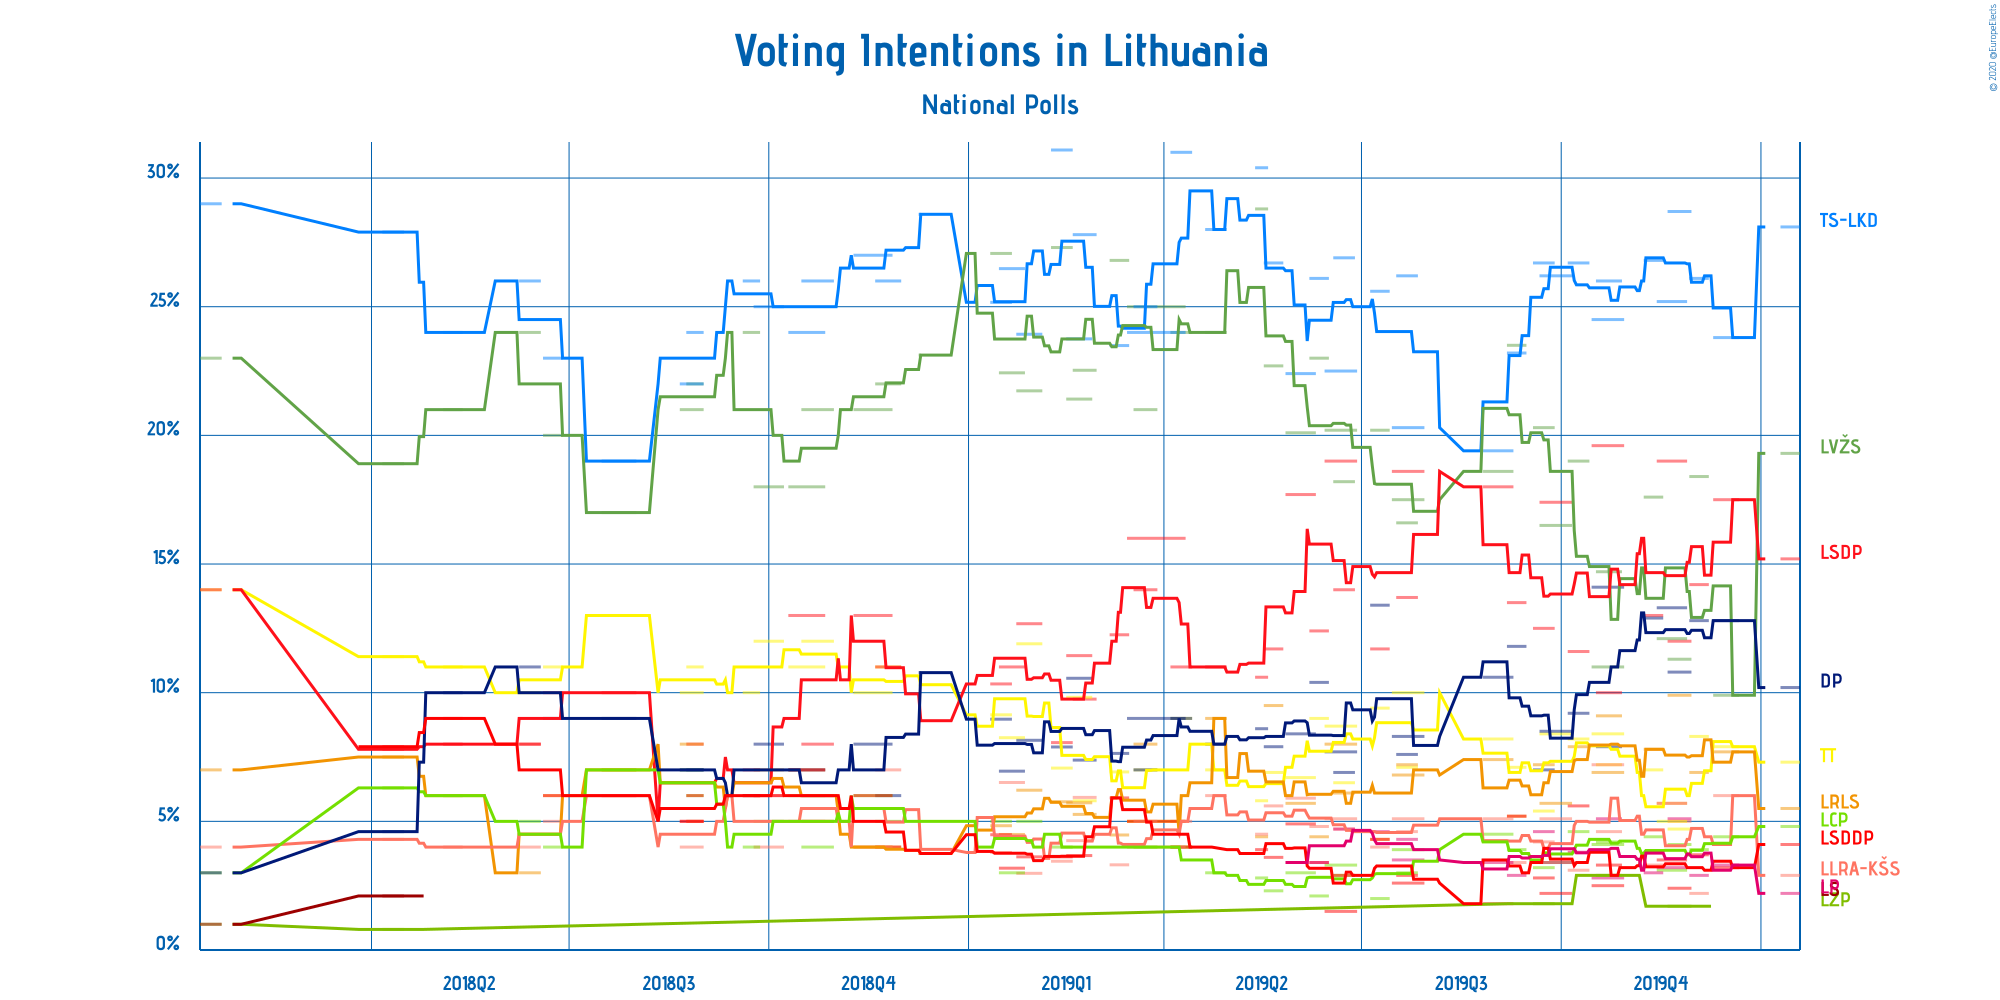 Voting Intentions in Lithuania
National Polls
© 2020 @EuropeElects
30%
25%
20%
15%
10%
5%
0%
TS-LKD
LVŽS
LSDP
DP
TT
LRLS
LCP
LSDDP
LLRA-KŠS
LŽP
2018Q2 2018Q3 2018Q4 2019Q1 2019Q2 2019Q3 2019Q4